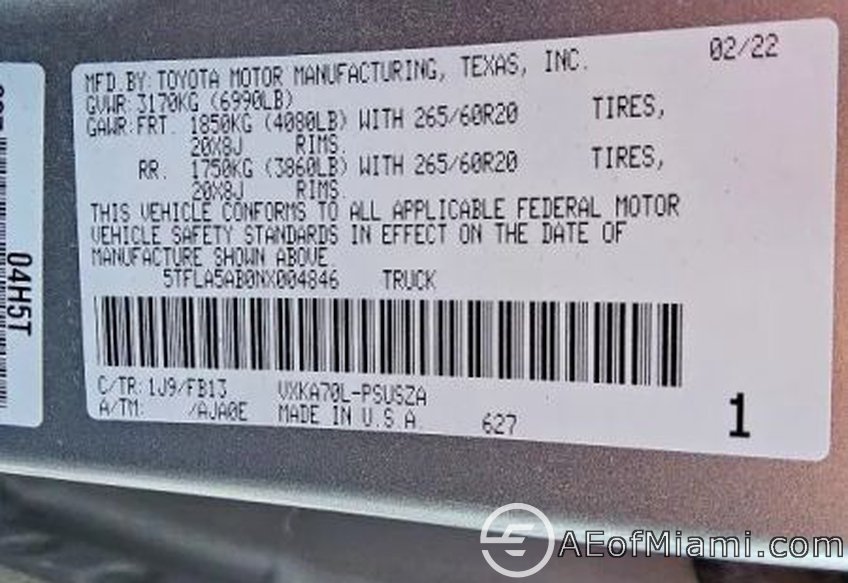 MFD.BY:TOYOTA MOTOR MANUFACTURING, TEXAS, INC. 02/22
GVWR:3170KG (6990LB)
GAWR:FRT. 1850KG (4080LB) WITH 265/60R20 TIRES,
20X8J RIMS.
RR. 1750KG (3860LB) WITH 265/60R20 TIRES,
20X8J RIMS.
THIS VEHICLE CONFORMS TO ALL APPLICABLE FEDERAL MOTOR
VEHICLE SAFETY STANDARDS IN EFFECT ON THE DATE OF
MANUFACTURE SHOWN ABOVE.
5TFLA5AB0NX004846 TRUCK
C/TR:1J9/FB13 VXKA70L-PSUSZA
A/TM: /AJA0E MADE IN U.S.A. 627
1
04H5T
AEofMiami.com